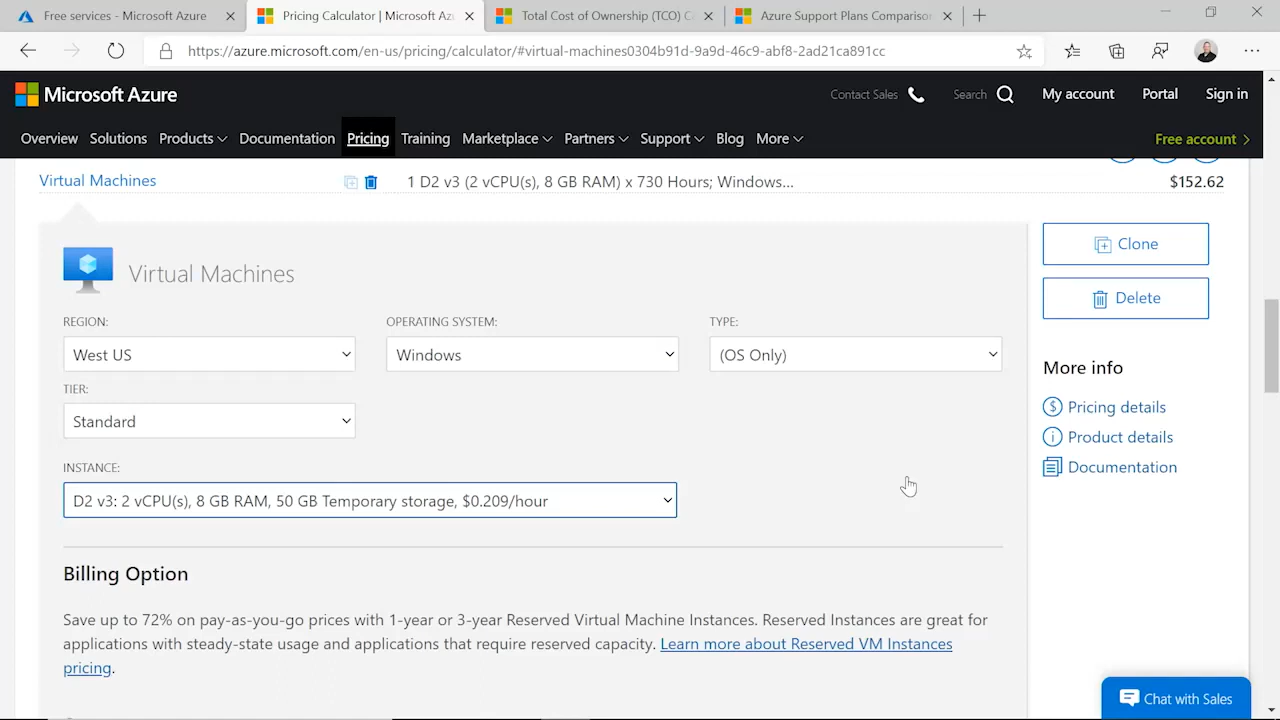 Free services - Microsoft Azure
Pricing Calculator | Microsoft Az
Total Cost of Ownership (TCO) C
Azure Support Plans Comparison
https://azure.microsoft.com/en-us/pricing/calculator/#virtual-machines0304b91d-9a9d-46c9-abf8-2ad21ca891cc
Microsoft Azure
Contact Sales
Search
My account
Portal
Sign in
Overview
Solutions
Products
Documentation
Pricing
Training
Marketplace
Partners
Support
Blog
More
Free account
Virtual Machines
1 D2 v3 (2 vCPU(s), 8 GB RAM) x 730 Hours; Windows...
$152.62
Virtual Machines
Clone
Delete
REGION:
OPERATING SYSTEM:
TYPE:
West US
Windows
(OS Only)
TIER:
Standard
INSTANCE:
D2 v3: 2 vCPU(s), 8 GB RAM, 50 GB Temporary storage, $0.209/hour
More info
Pricing details
Product details
Documentation
Billing Option
Save up to 72% on pay-as-you-go prices with 1-year or 3-year Reserved Virtual Machine Instances. Reserved Instances are great for
applications with steady-state usage and applications that require reserved capacity. Learn more about Reserved VM Instances
pricing.
Chat with Sales